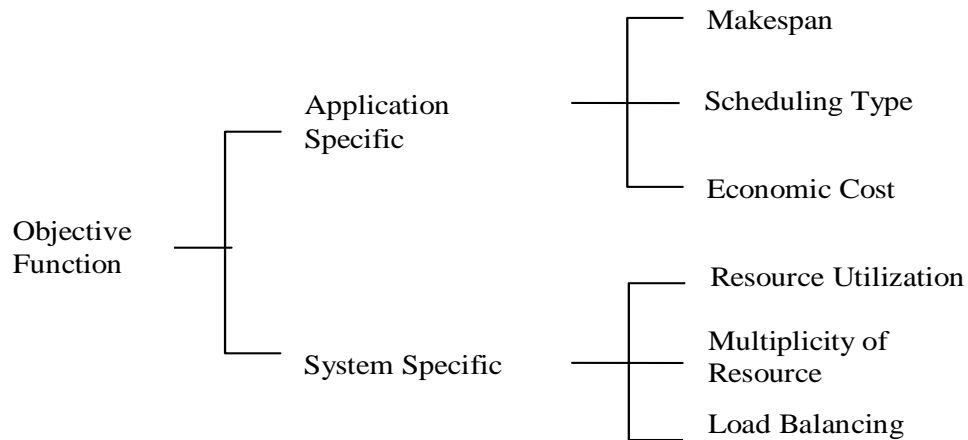 Makespan
Application
Specific
Scheduling Type
Economic Cost
Objective
Function
Resource Utilization
System Specific
Multiplicity of
Resource
Load Balancing